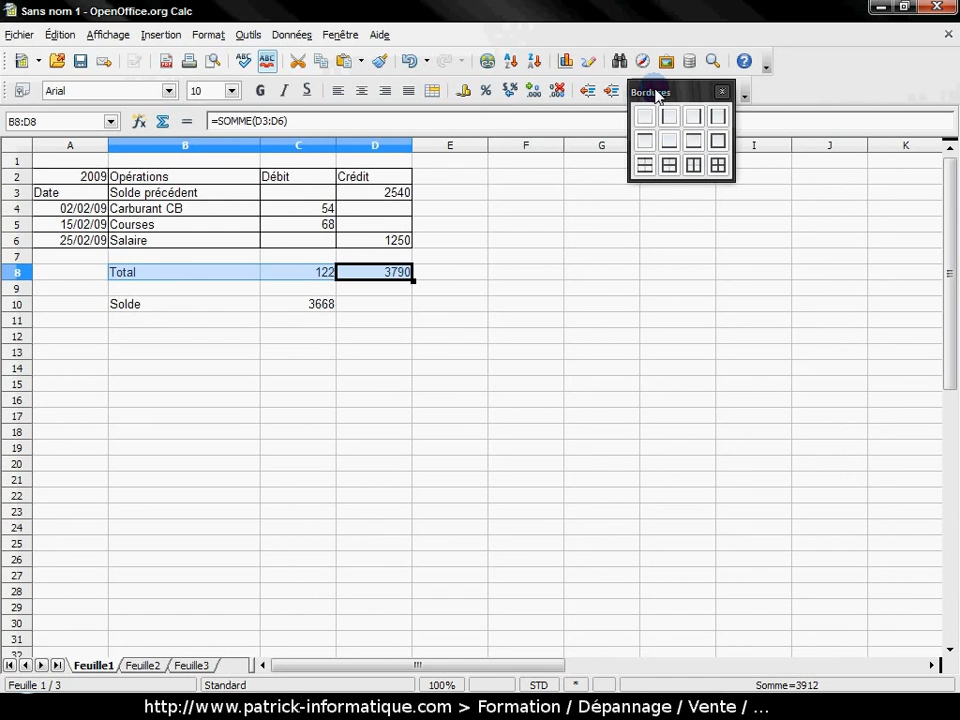 Sans nom 1 - OpenOffice.org Calc
Fichier Édition Affichage Insertion Format Outils Données Fenêtre Aide
Arial 10
B8:D8 =SOMME(D3:D6)
Bordures
A B C D E F G I J K
1
2 2009 Opérations Débit Crédit
3 Date Solde précédent 2540
4 02/02/09 Carburant CB 54
5 15/02/09 Courses 68
6 25/02/09 Salaire 1250
7
8 Total 122 3790
9
10 Solde 3668
11
12
13
14
15
16
17
18
19
20
21
22
23
24
25
26
27
28
29
30
31
32
Feuille1 Feuille2 Feuille3
Feuille 1 / 3 Standard 100% STD * Somme=3912
http://www.patrick-informatique.com > Formation / Dépannage / Vente / ...